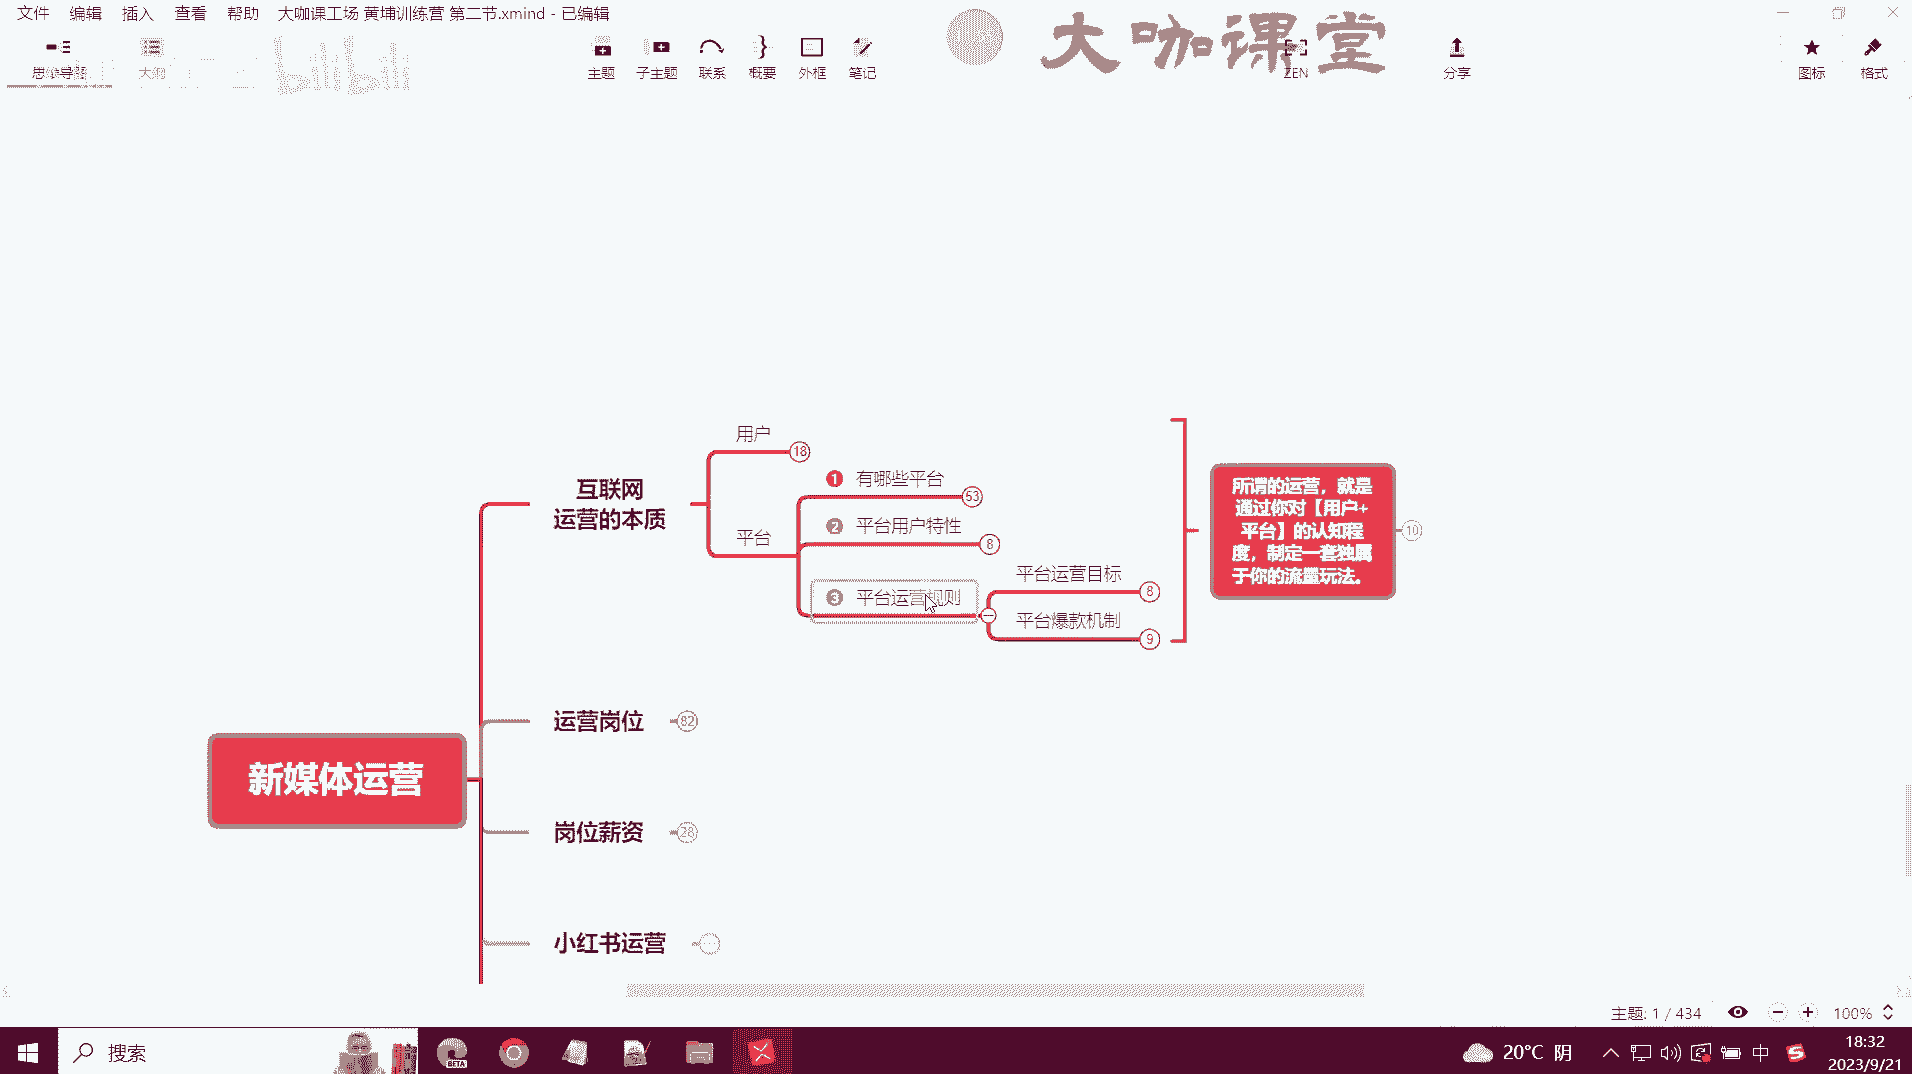 文件 编辑 插入 查看 帮助 大咖课工场 黄埔训练营 第二节.xmind - 已编辑
思维导图 大纲 主题 子主题 联系 概要 外框 笔记 ZEN 分享 图标 格式
bilibili
大咖课堂
用户
18
1 有哪些平台
53
互联网
运营的本质
2 平台用户特性
8
平台
3 平台运营规则
平台运营目标
8
平台爆款机制
9
所谓的运营，就是
通过你对【用户+
平台】的认知程
度，制定一套独属
于你的流量玩法。
10
运营岗位
82
新媒体运营
岗位薪资
28
小红书运营
主题: 1 / 434
100%
搜索
BETA
20°C 阴
中
S
18:32
2023/9/21